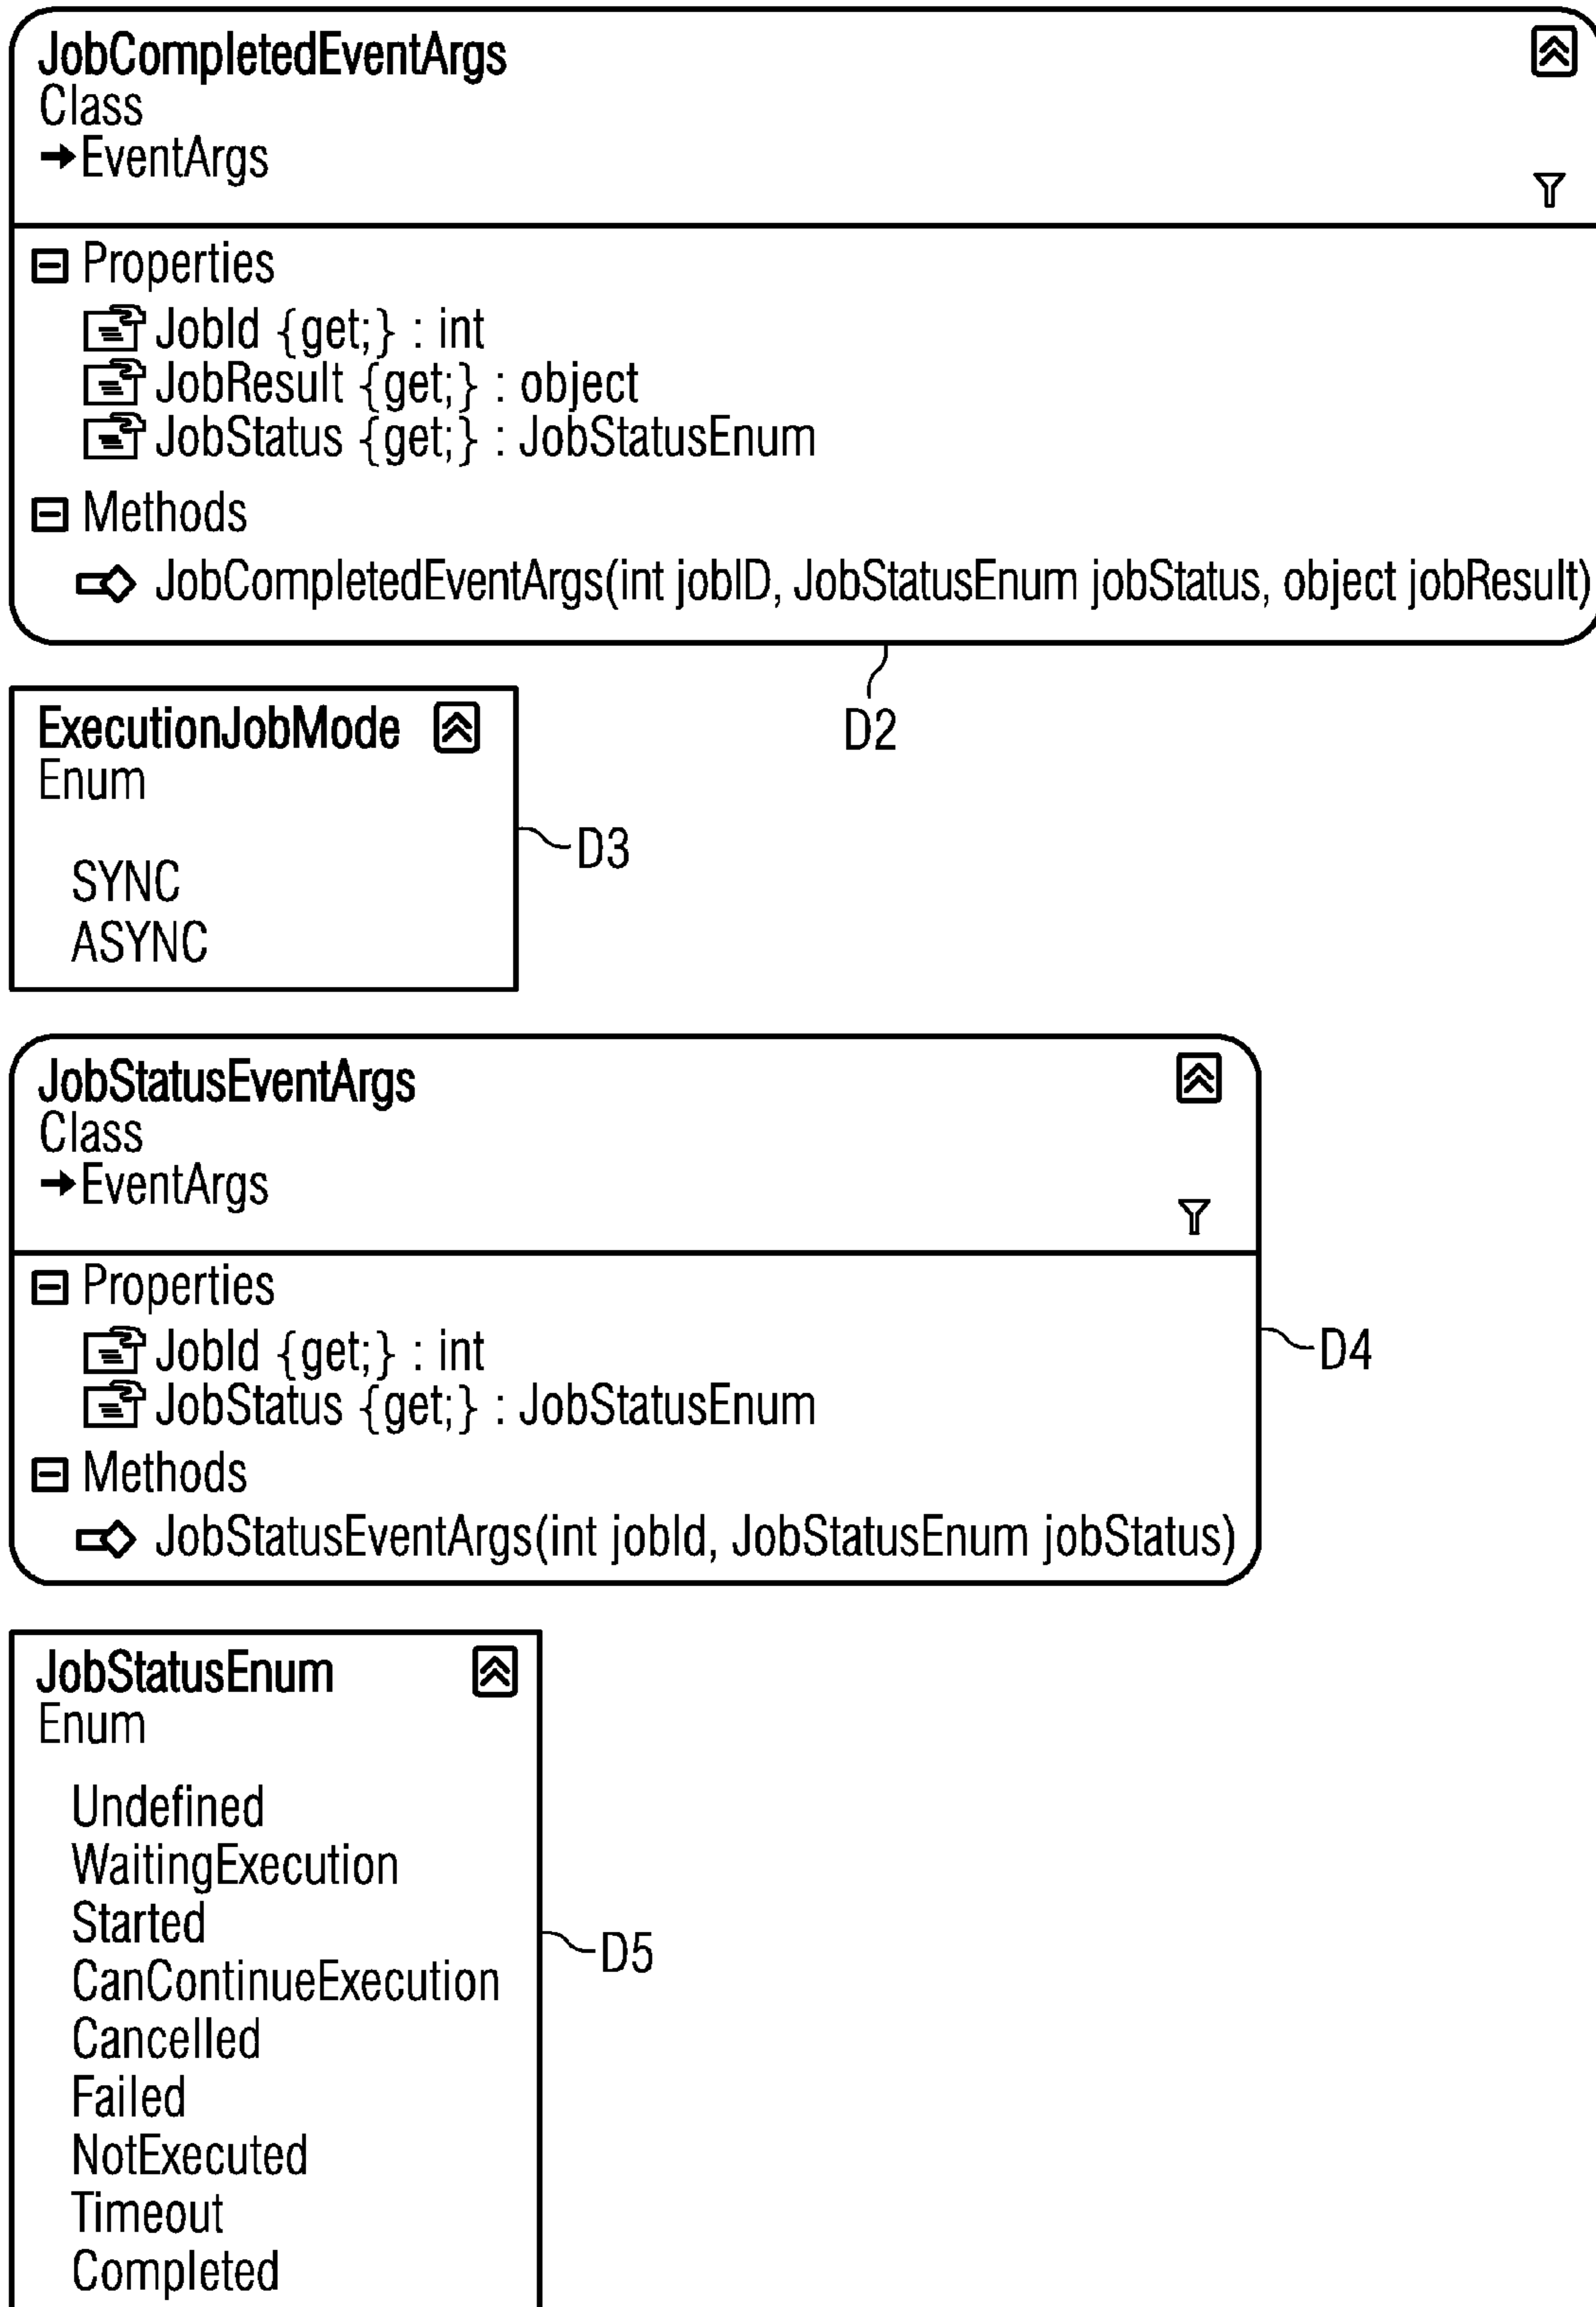 JobCompletedEventArgs
Class
→EventArgs
Properties
JobId {get;} : int
JobResult {get;} : object
JobStatus {get;} : JobStatusEnum
Methods
JobCompletedEventArgs(int jobID, JobStatusEnum jobStatus, object jobResult)
D2
ExecutionJobMode
Enum
SYNC
ASYNC
D3
JobStatusEventArgs
Class
→EventArgs
Properties
JobId {get;} : int
JobStatus {get;} : JobStatusEnum
Methods
JobStatusEventArgs(int jobId, JobStatusEnum jobStatus)
D4
JobStatusEnum
Enum
Undefined
WaitingExecution
Started
CanContinueExecution
Cancelled
Failed
NotExecuted
Timeout
Completed
D5